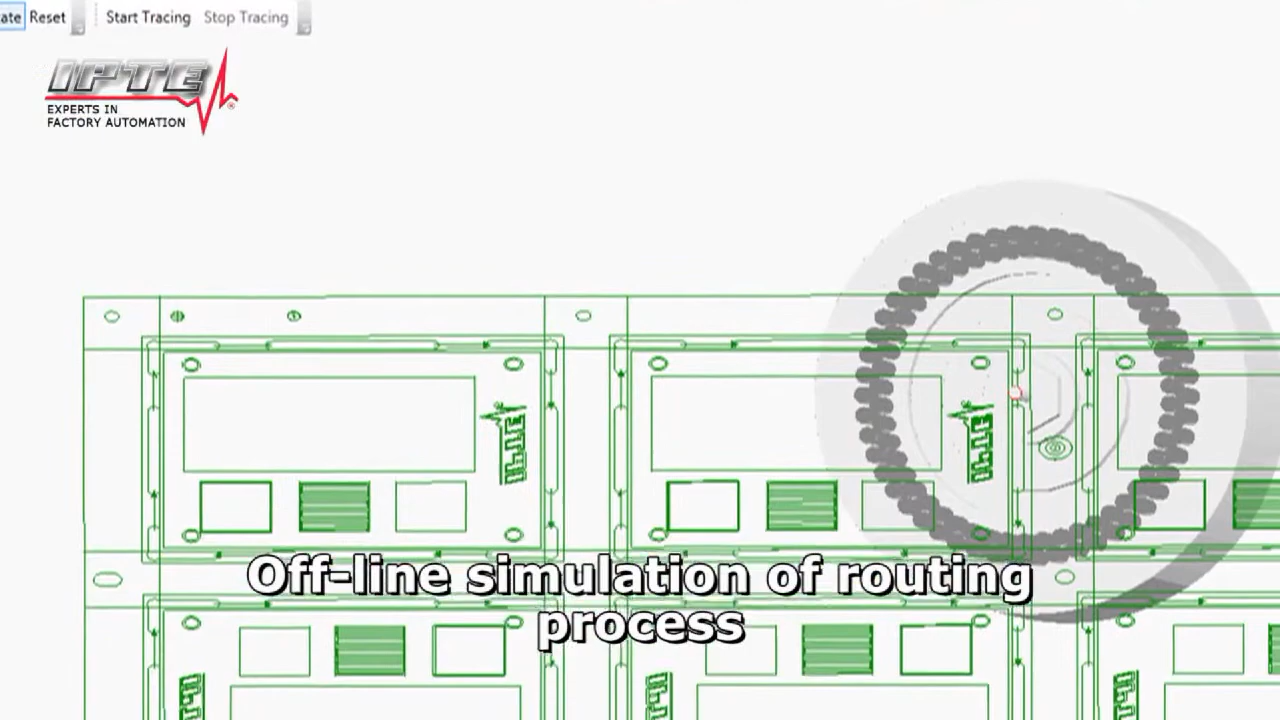 ate Reset Start Tracing Stop Tracing
IPTE
EXPERTS IN
FACTORY AUTOMATION
Off-line simulation of routing
process